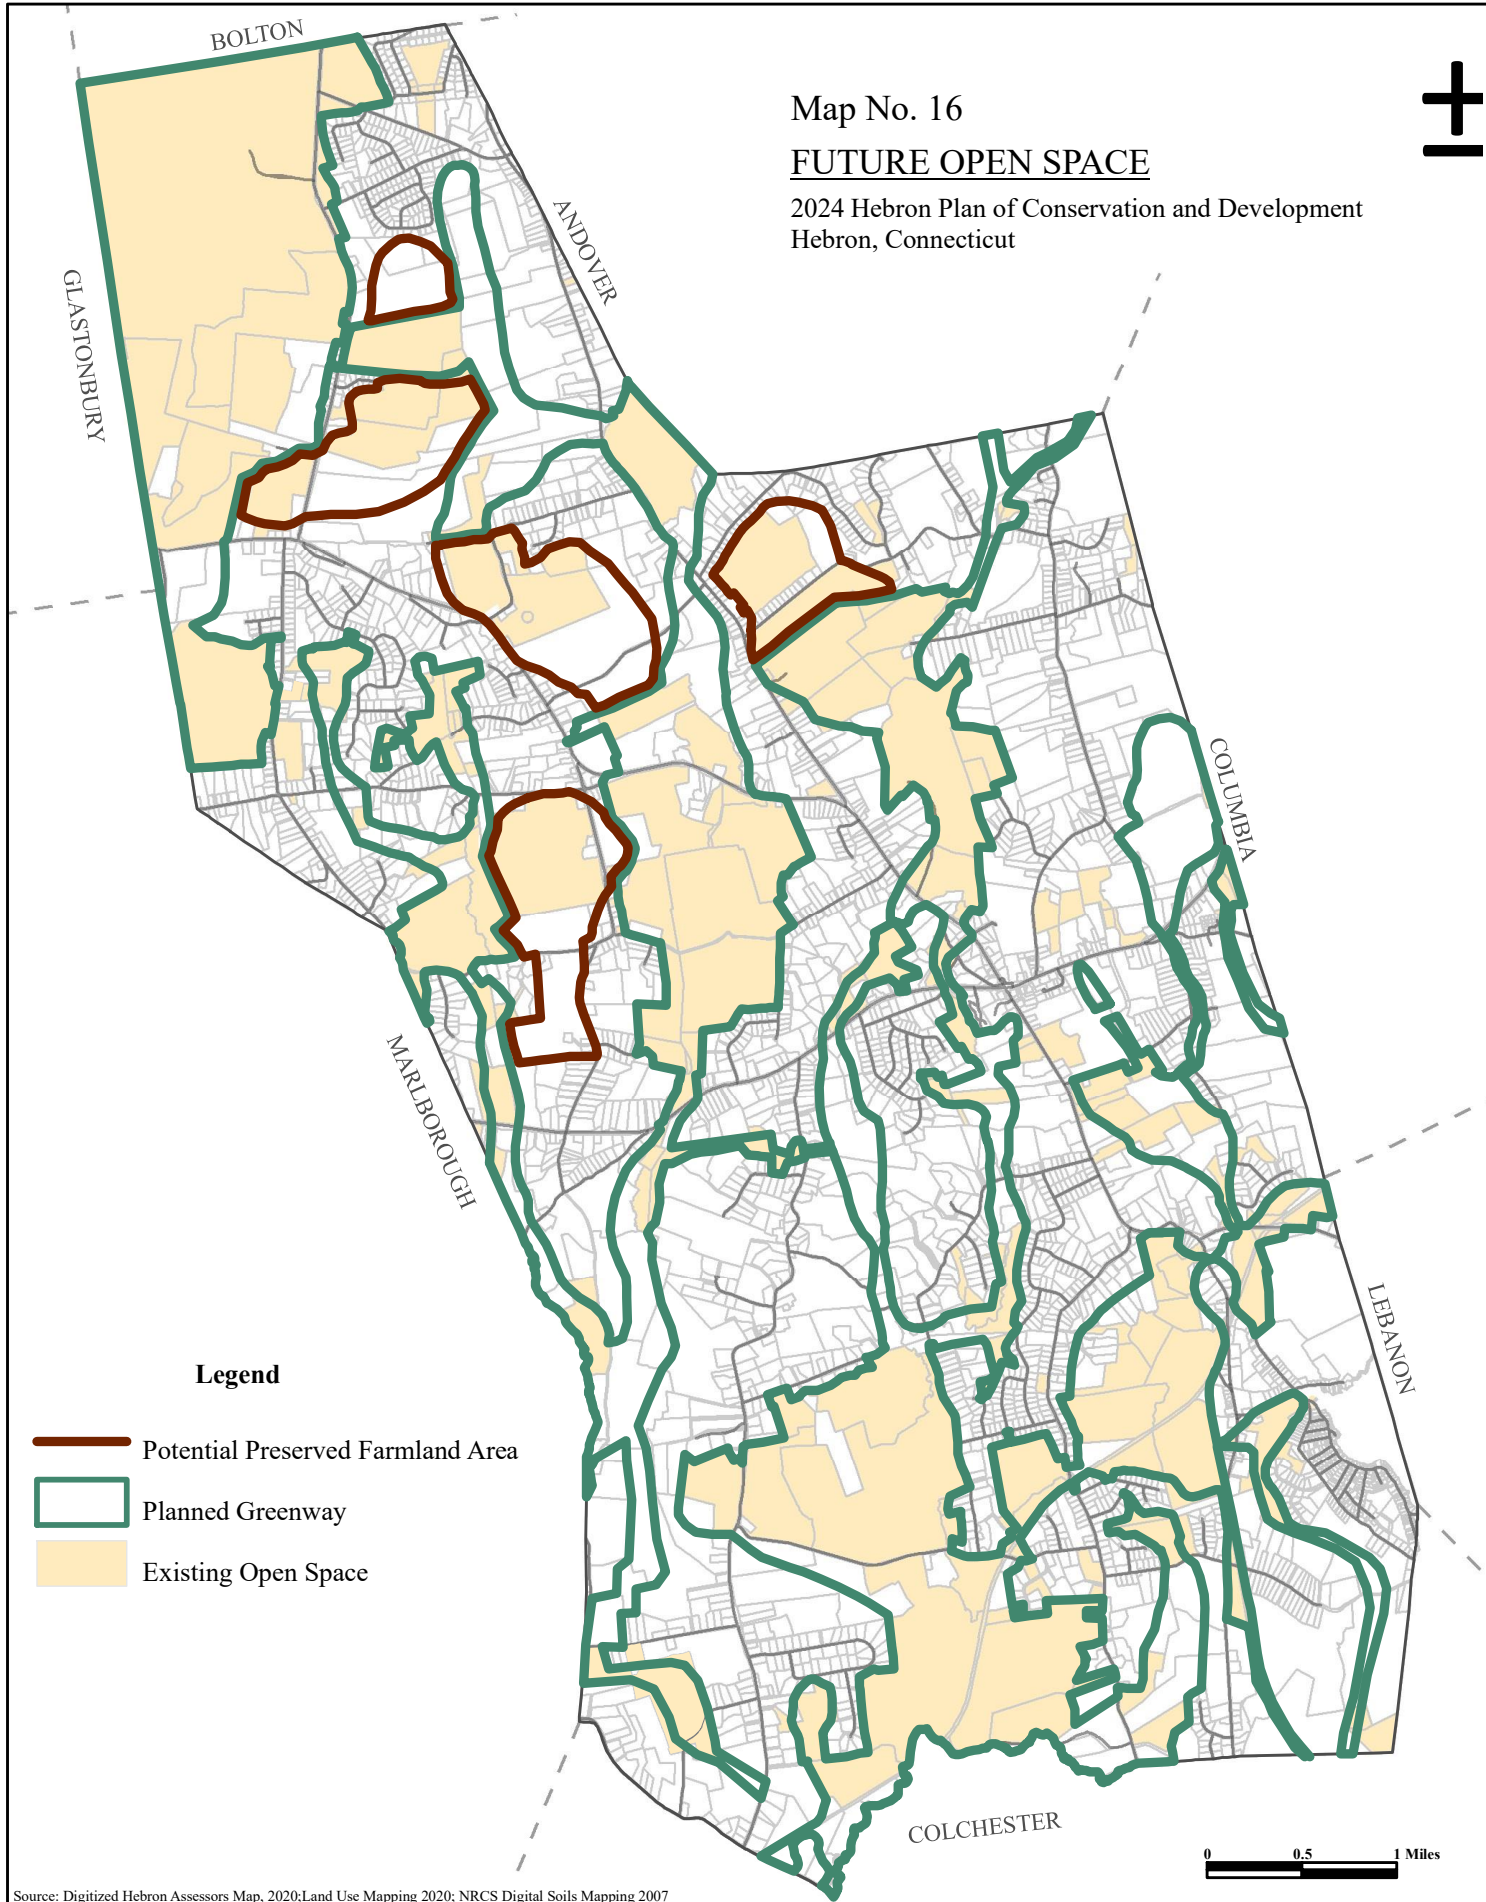 BOLTON
Map No. 16
FUTURE OPEN SPACE
2024 Hebron Plan of Conservation and Development
Hebron, Connecticut
ANDOVER
GLASTONBURY
COLUMBIA
MARLBOROUGH
LEBANON
Legend
Potential Preserved Farmland Area
Planned Greenway
Existing Open Space
COLCHESTER
0 0.5 1 Miles
Source: Digitized Hebron Assessors Map, 2020;Land Use Mapping 2020; NRCS Digital Soils Mapping 2007